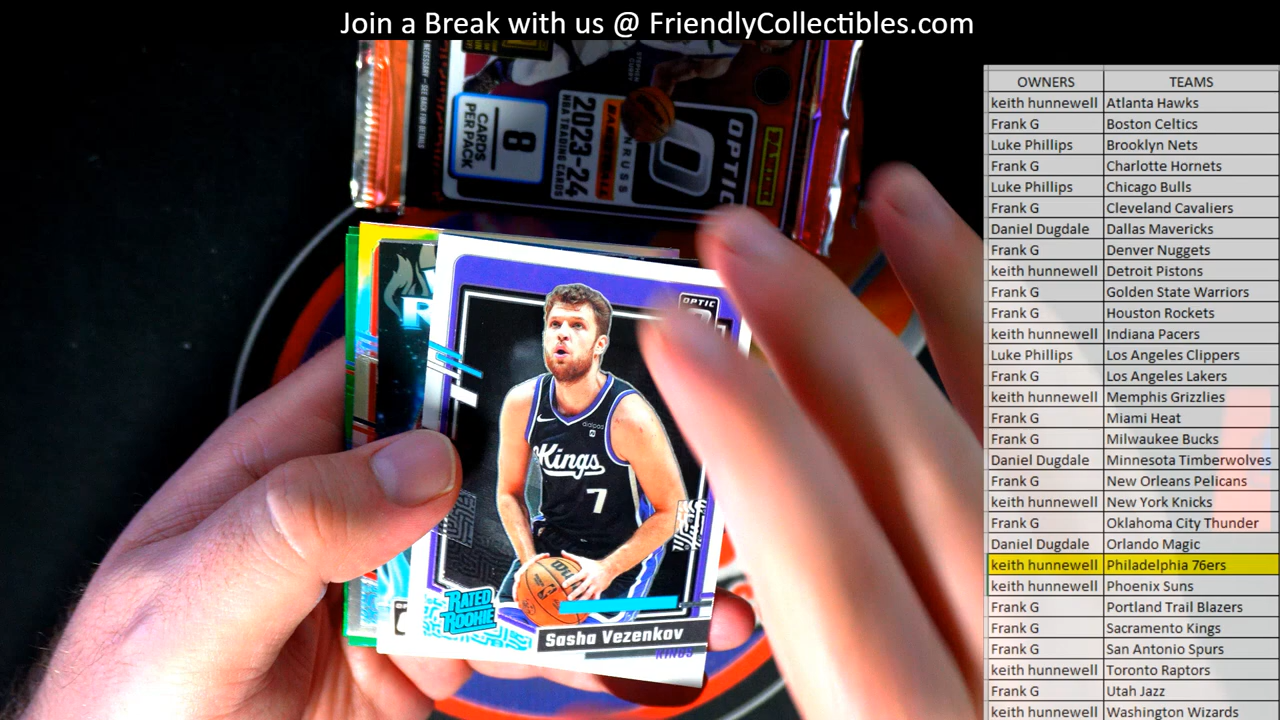 Join a Break with us @ FriendlyCollectibles.com
OWNERS TEAMS
keith hunnewell Atlanta Hawks
Frank G Boston Celtics
Luke Phillips Brooklyn Nets
Frank G Charlotte Hornets
Luke Phillips Chicago Bulls
Frank G Cleveland Cavaliers
Daniel Dugdale Dallas Mavericks
Frank G Denver Nuggets
keith hunnewell Detroit Pistons
Frank G Golden State Warriors
Frank G Houston Rockets
keith hunnewell Indiana Pacers
Luke Phillips Los Angeles Clippers
Frank G Los Angeles Lakers
keith hunnewell Memphis Grizzlies
Frank G Miami Heat
Frank G Milwaukee Bucks
Daniel Dugdale Minnesota Timberwolves
Frank G New Orleans Pelicans
keith hunnewell New York Knicks
Frank G Oklahoma City Thunder
Daniel Dugdale Orlando Magic
keith hunnewell Philadelphia 76ers
keith hunnewell Phoenix Suns
Frank G Portland Trail Blazers
Frank G Sacramento Kings
Frank G San Antonio Spurs
keith hunnewell Toronto Raptors
Frank G Utah Jazz
keith hunnewell Washington Wizards
8
CARDS
PER PACK
2023-24
NBA TRADING CARDS
BASKETBALL
OPTIC
PANINI
STEPHEN
CURRY
OPTIC
Kings
7
RATED
ROOKIE
Sasha Vezenkov
KINGS